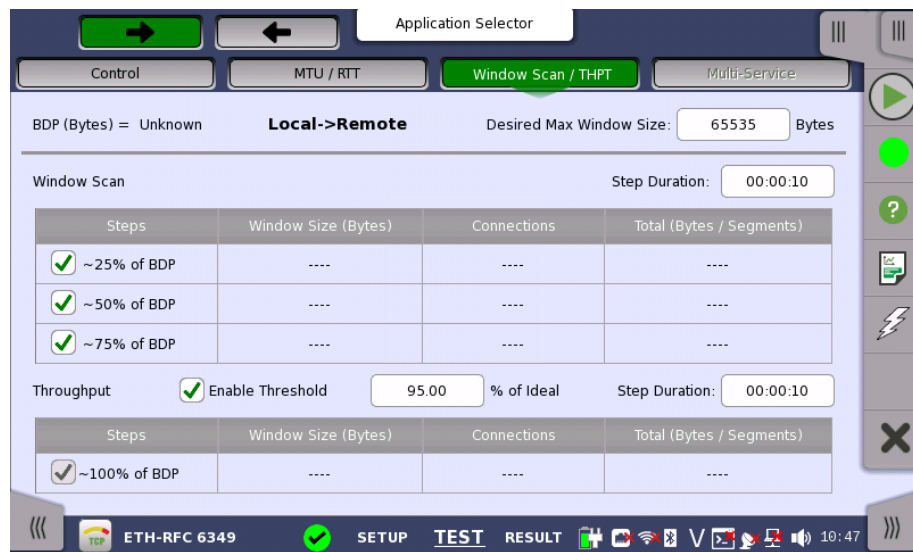 Application Selector
Control MTU / RTT Window Scan / THPT Multi-Service
BDP (Bytes) = Unknown Local->Remote Desired Max Window Size: 65535 Bytes
Window Scan Step Duration: 00:00:10
Steps Window Size (Bytes) Connections Total (Bytes / Segments)
~25% of BDP ---- ---- ----
~50% of BDP ---- ---- ----
~75% of BDP ---- ---- ----
Throughput Enable Threshold 95.00 % of Ideal Step Duration: 00:00:10
Steps Window Size (Bytes) Connections Total (Bytes / Segments)
~100% of BDP ---- ---- ----
TCP ETH-RFC 6349 SETUP TEST RESULT V 10:47